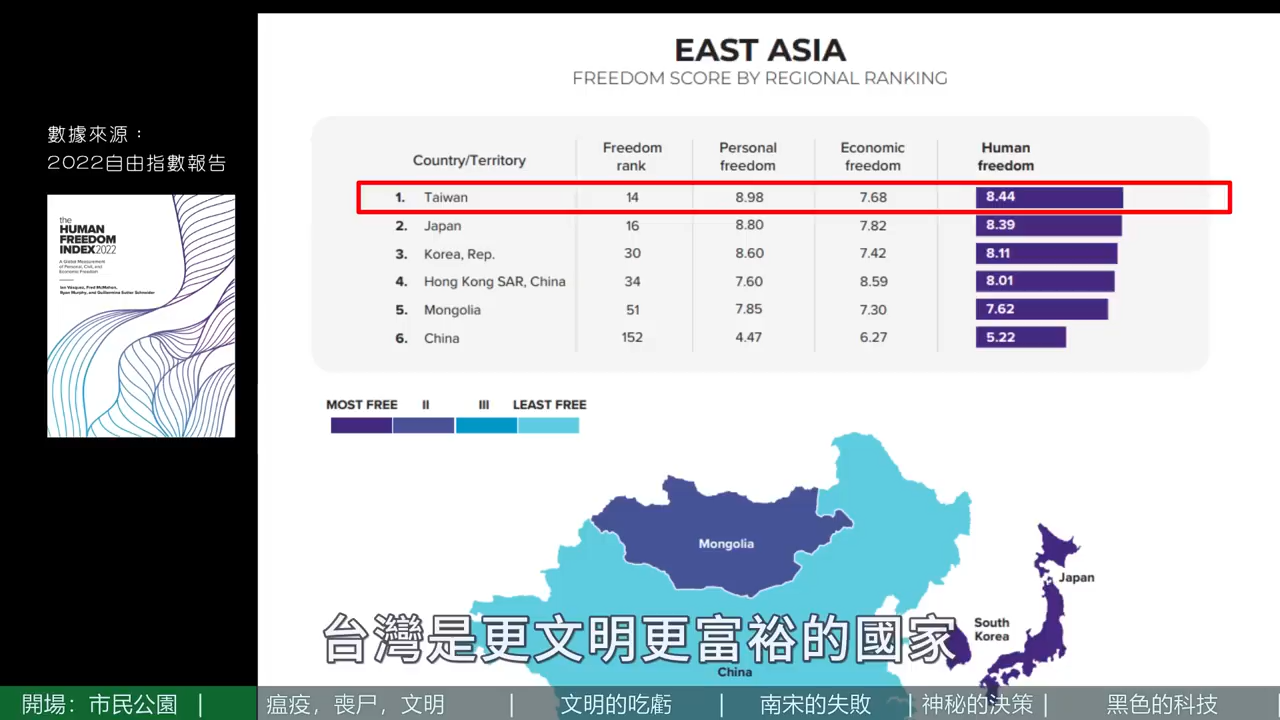 EAST ASIA
FREEDOM SCORE BY REGIONAL RANKING
數據來源：
2022自由指數報告
the
HUMAN
FREEDOM
INDEX 2022
A Global Measurement
of Personal, Civil, and
Economic Freedom
Ian Vásquez, Fred McMahon,
Ryan Murphy, and Guillermina Sutter Schneider
Country/Territory Freedom rank Personal freedom Economic freedom Human freedom
1. Taiwan 14 8.98 7.68 8.44
2. Japan 16 8.80 7.82 8.39
3. Korea, Rep. 30 8.60 7.42 8.11
4. Hong Kong SAR, China 34 7.60 8.59 8.01
5. Mongolia 51 7.85 7.30 7.62
6. China 152 4.47 6.27 5.22
MOST FREE II III LEAST FREE
Mongolia
Japan
South
Korea
China
台灣是更文明更富裕的國家
開場：市民公園 | 瘟疫，喪尸，文明 | 文明的吃虧 | 南宋的失敗 | 神秘的決策 | 黑色的科技